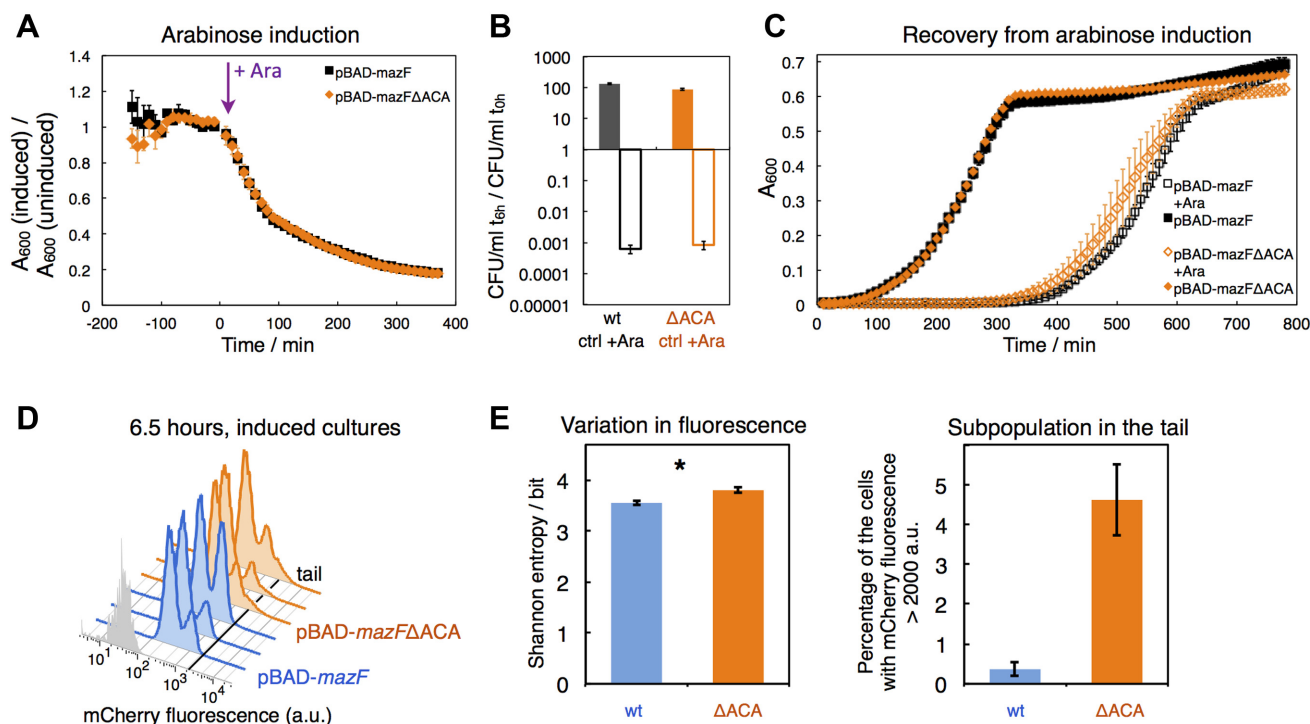 A
Arabinose induction
A₆₀₀ (induced) /
A₆₀₀ (uninduced)
1.4
1.2
1
0.8
0.6
0.4
0.2
0
+ Ara
pBAD-mazF
pBAD-mazFΔACA
-200 -100 0 100 200 300 400
Time / min
B
CFU/ml t₆ₕ / CFU/ml t₀ₕ
1000
100
10
1
0.1
0.01
0.001
0.0001
0.00001
wt ΔACA
ctrl +Ara ctrl +Ara
C
Recovery from arabinose induction
A₆₀₀
0.7
0.6
0.5
0.4
0.3
0.2
0.1
0
pBAD-mazF
+Ara
pBAD-mazF
pBAD-mazFΔACA
+Ara
pBAD-mazFΔACA
0 100 200 300 400 500 600 700 800
Time / min
D
6.5 hours, induced cultures
tail
pBAD-mazFΔACA
pBAD-mazF
10¹ 10² 10³ 10⁴
mCherry fluorescence (a.u.)
E
Variation in fluorescence
Shannon entropy / bit
4
3
2
1
0
*
wt ΔACA
Subpopulation in the tail
Percentage of the cells
with mCherry fluorescence
> 2000 a.u.
5
4
3
2
1
0
wt ΔACA